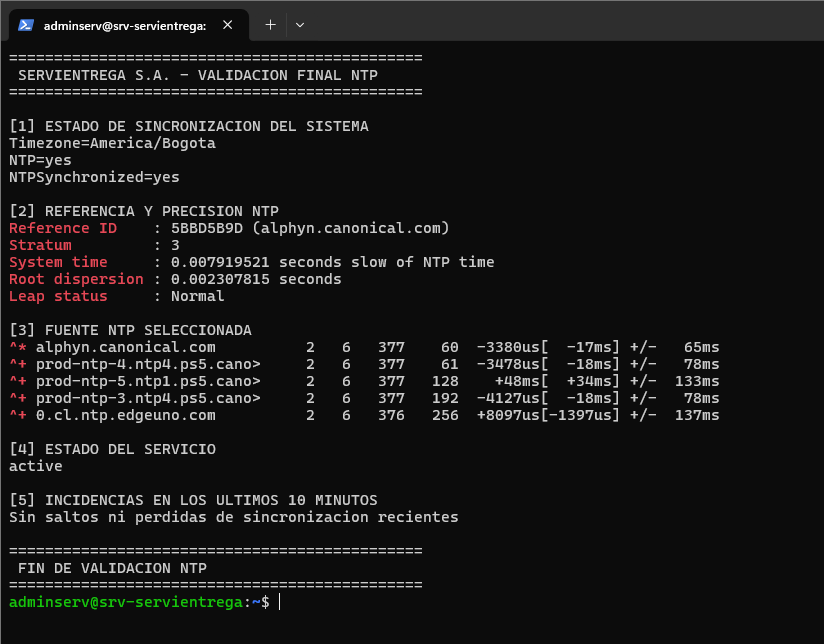 adminserv@srv-servientrega:
==============================================
 SERVIENTREGA S.A. - VALIDACION FINAL NTP
==============================================
[1] ESTADO DE SINCRONIZACION DEL SISTEMA
Timezone=America/Bogota
NTP=yes
NTPSynchronized=yes
[2] REFERENCIA Y PRECISION NTP
Reference ID    : 5BBD5B9D (alphyn.canonical.com)
Stratum         : 3
System time     : 0.007919521 seconds slow of NTP time
Root dispersion : 0.002307815 seconds
Leap status     : Normal
[3] FUENTE NTP SELECCIONADA
^* alphyn.canonical.com          2   6   377    60  -3380us[  -17ms] +/-   65ms
^+ prod-ntp-4.ntp4.ps5.cano>     2   6   377    61  -3478us[  -18ms] +/-   78ms
^+ prod-ntp-5.ntp1.ps5.cano>     2   6   377   128    +48ms[  +34ms] +/-  133ms
^+ prod-ntp-3.ntp4.ps5.cano>     2   6   377   192  -4127us[  -18ms] +/-   78ms
^+ 0.cl.ntp.edgeuno.com          2   6   376   256  +8097us[-1397us] +/-  137ms
[4] ESTADO DEL SERVICIO
active
[5] INCIDENCIAS EN LOS ULTIMOS 10 MINUTOS
Sin saltos ni perdidas de sincronizacion recientes
==============================================
 FIN DE VALIDACION NTP
==============================================
adminserv@srv-servientrega:~$